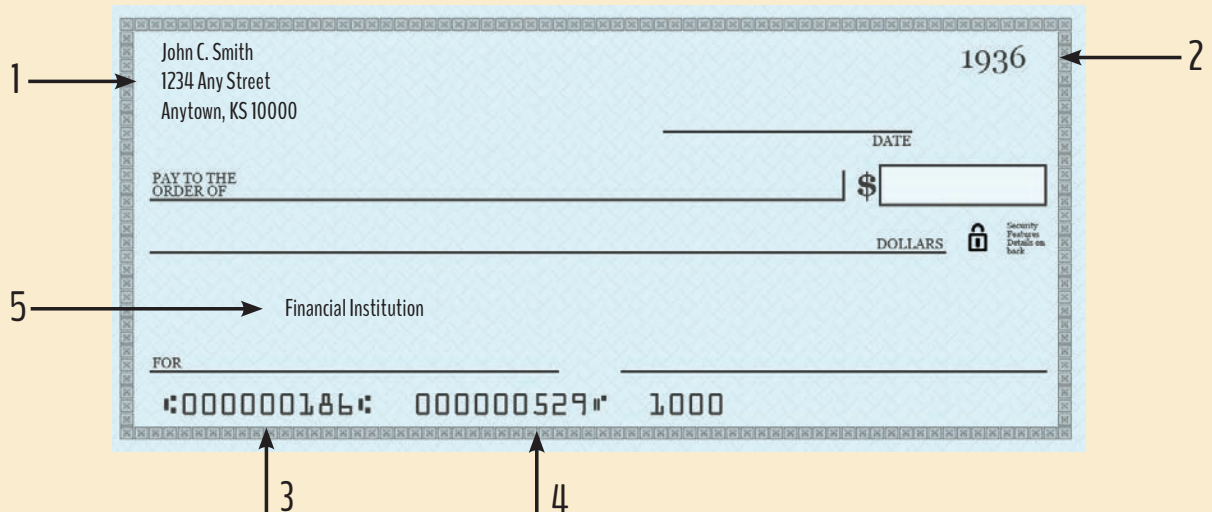 John C. Smith
1234 Any Street
Anytown, KS 10000
1936
1
2
DATE
PAY TO THE
ORDER OF
$
DOLLARS
Security
Features
Details on
back
5
Financial Institution
FOR
⑆000000186⑆ 000000529⑈ 1000
3
4